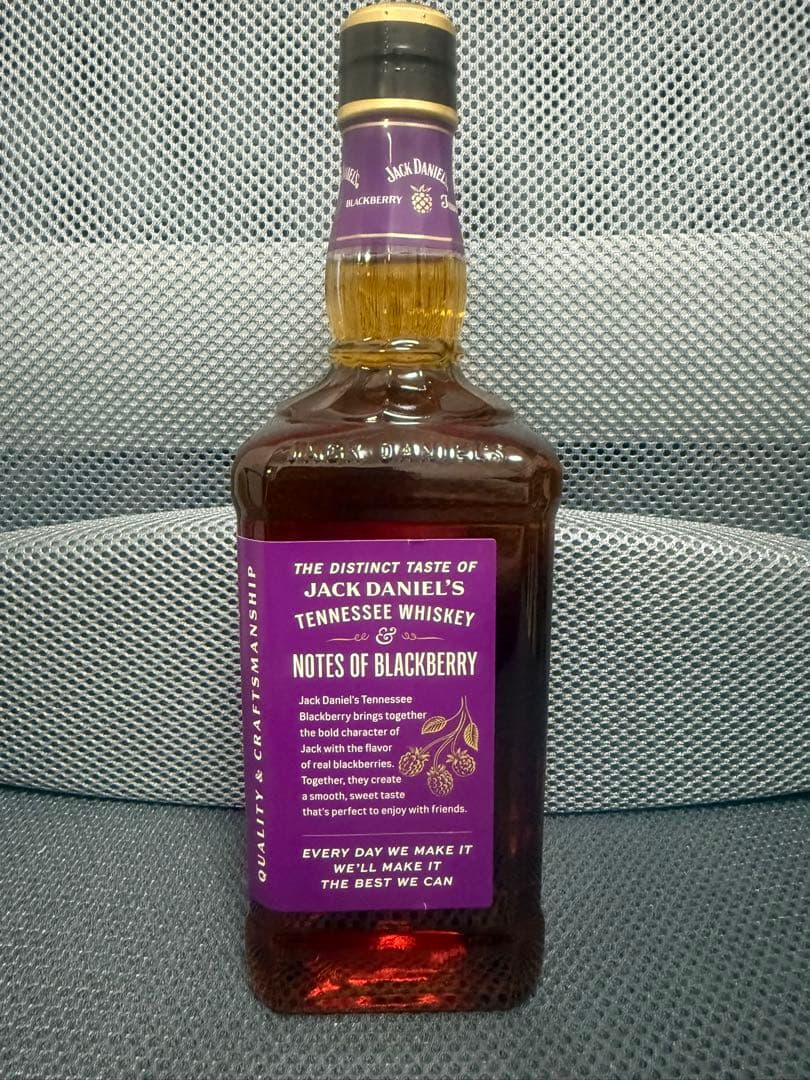 JACK DANIEL'S
BLACKBERRY
JACK DANIEL'S
QUALITY & CRAFTSMANSHIP
THE DISTINCT TASTE OF
JACK DANIEL'S
TENNESSEE WHISKEY
&
NOTES OF BLACKBERRY
Jack Daniel's Tennessee
Blackberry brings together
the bold character of
Jack with the flavor
of real blackberries.
Together, they create
a smooth, sweet taste
that's perfect to enjoy with friends.
EVERY DAY WE MAKE IT
WE'LL MAKE IT
THE BEST WE CAN